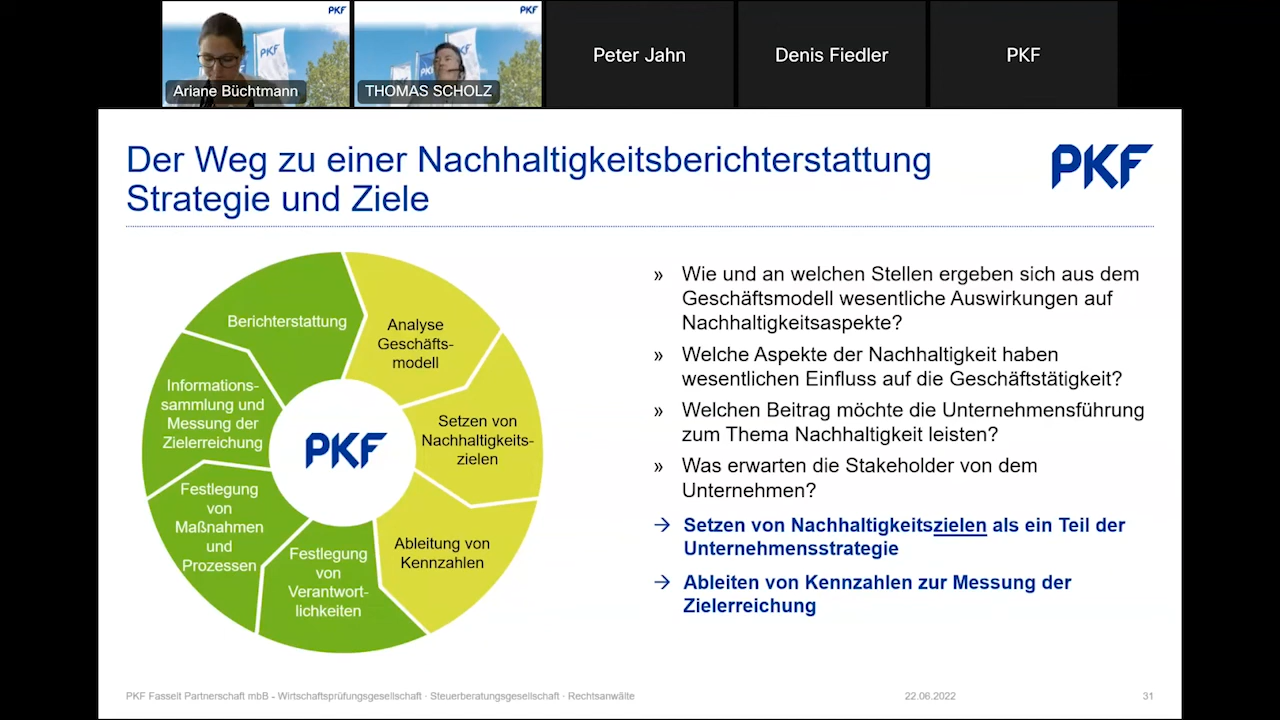 PKF
PKF
PKF
PKF
PKF
Ariane Büchtmann
THOMAS SCHOLZ
Peter Jahn
Denis Fiedler
PKF
Der Weg zu einer Nachhaltigkeitsberichterstattung
Strategie und Ziele
PKF
Berichterstattung
Analyse
Geschäfts-
modell
Setzen von
Nachhaltigkeits-
zielen
Ableitung von
Kennzahlen
Festlegung
von
Verantwort-
lichkeiten
Festlegung
von
Maßnahmen
und
Prozessen
Informations-
sammlung und
Messung der
Zielerreichung
PKF
» Wie und an welchen Stellen ergeben sich aus dem
Geschäftsmodell wesentliche Auswirkungen auf
Nachhaltigkeitsaspekte?
» Welche Aspekte der Nachhaltigkeit haben
wesentlichen Einfluss auf die Geschäftstätigkeit?
» Welchen Beitrag möchte die Unternehmensführung
zum Thema Nachhaltigkeit leisten?
» Was erwarten die Stakeholder von dem
Unternehmen?
→ Setzen von Nachhaltigkeitszielen als ein Teil der
Unternehmensstrategie
→ Ableiten von Kennzahlen zur Messung der
Zielerreichung
PKF Fasselt Partnerschaft mbB - Wirtschaftsprüfungsgesellschaft · Steuerberatungsgesellschaft · Rechtsanwälte
22.06.2022
31